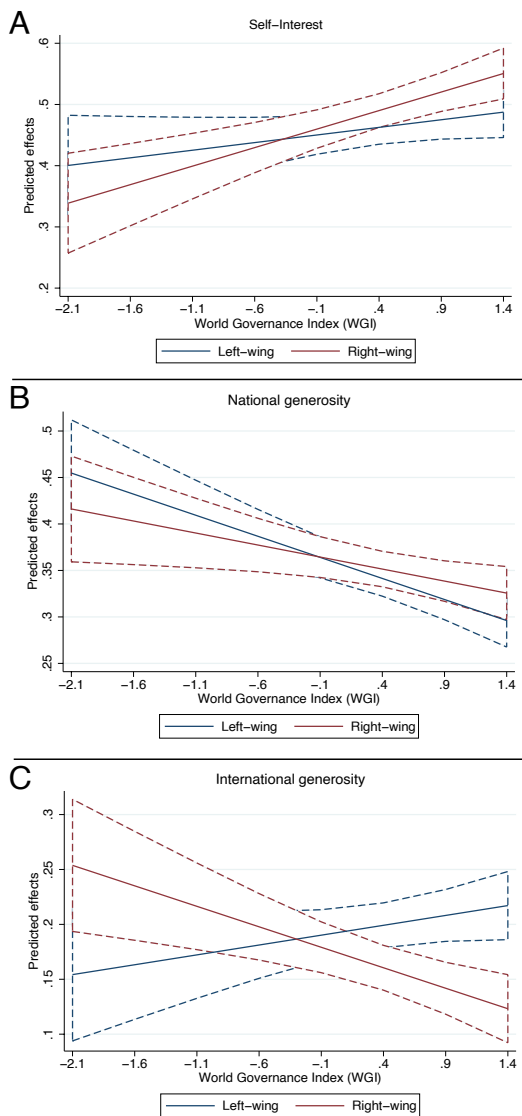 A
Self-Interest
Predicted effects
.6
.5
.4
.3
.2
−2.1 −1.6 −1.1 −.6 −.1 .4 .9 1.4
World Governance Index (WGI)
Left−wing Right−wing
B
National generosity
Predicted effects
.5
.45
.4
.35
.3
.25
−2.1 −1.6 −1.1 −.6 −.1 .4 .9 1.4
World Governance Index (WGI)
Left−wing Right−wing
C
International generosity
Predicted effects
.3
.25
.2
.15
.1
−2.1 −1.6 −1.1 −.6 −.1 .4 .9 1.4
World Governance Index (WGI)
Left−wing Right−wing